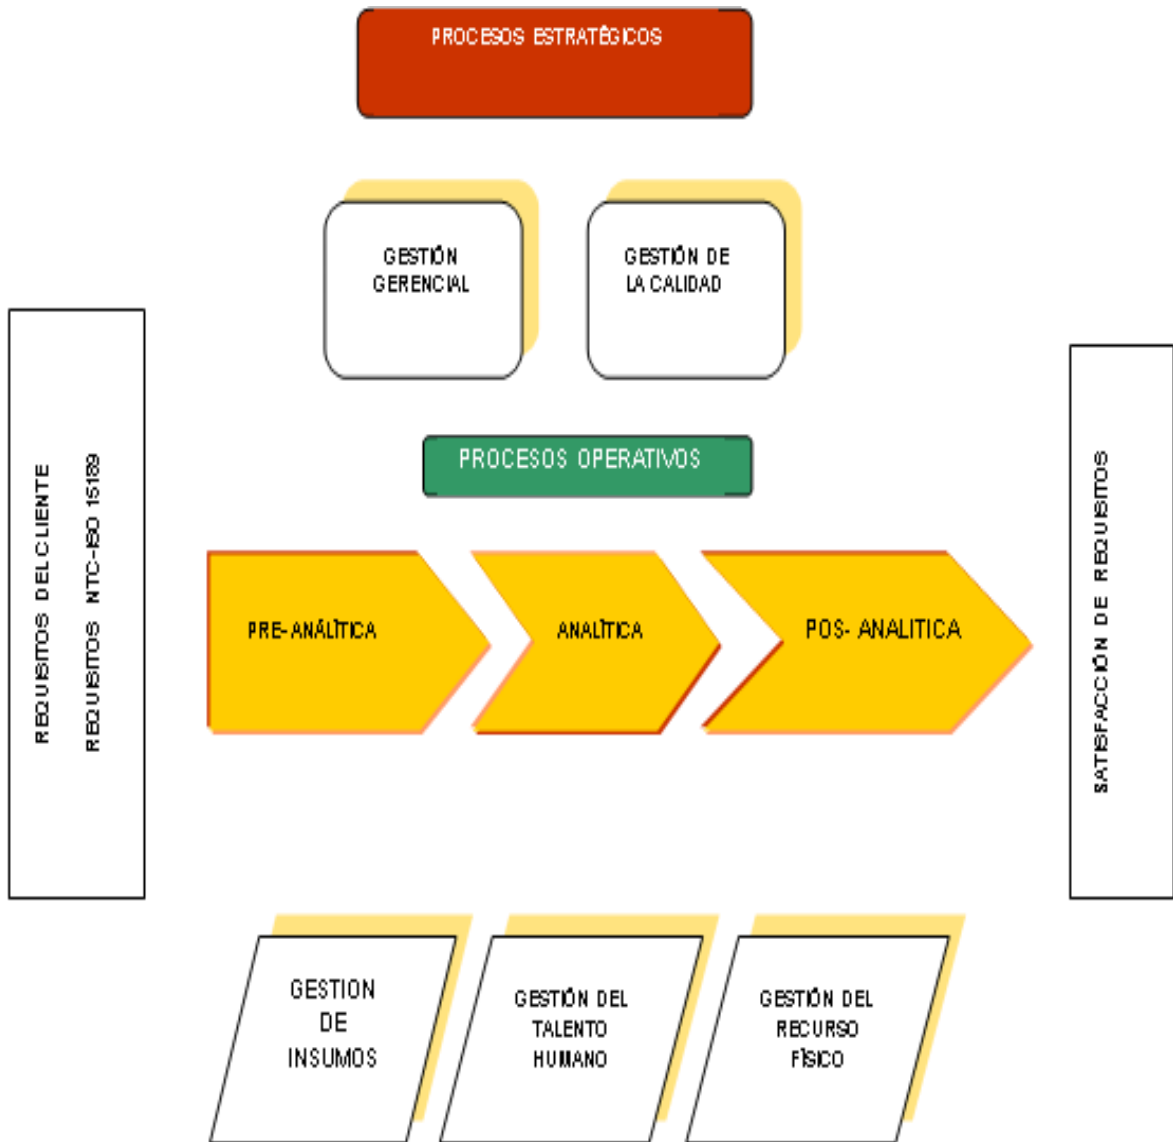 PROCESOS ESTRATÉGICOS
GESTIÓN
GERENCIAL
GESTIÓN DE
LA CALIDAD
REQUISITOS DEL CLIENTE
REQUISITOS NTC-ISO 15189
PROCESOS OPERATIVOS
PRE-ANÁLÍTICA
ANALÍTICA
POS- ANALITICA
SATISFACCIÓN DE REQUISITOS
GESTION
DE
INSUMOS
GESTIÓN DEL
TALENTO
HUMANO
GESTIÓN DEL
RECURSO
FÍSICO